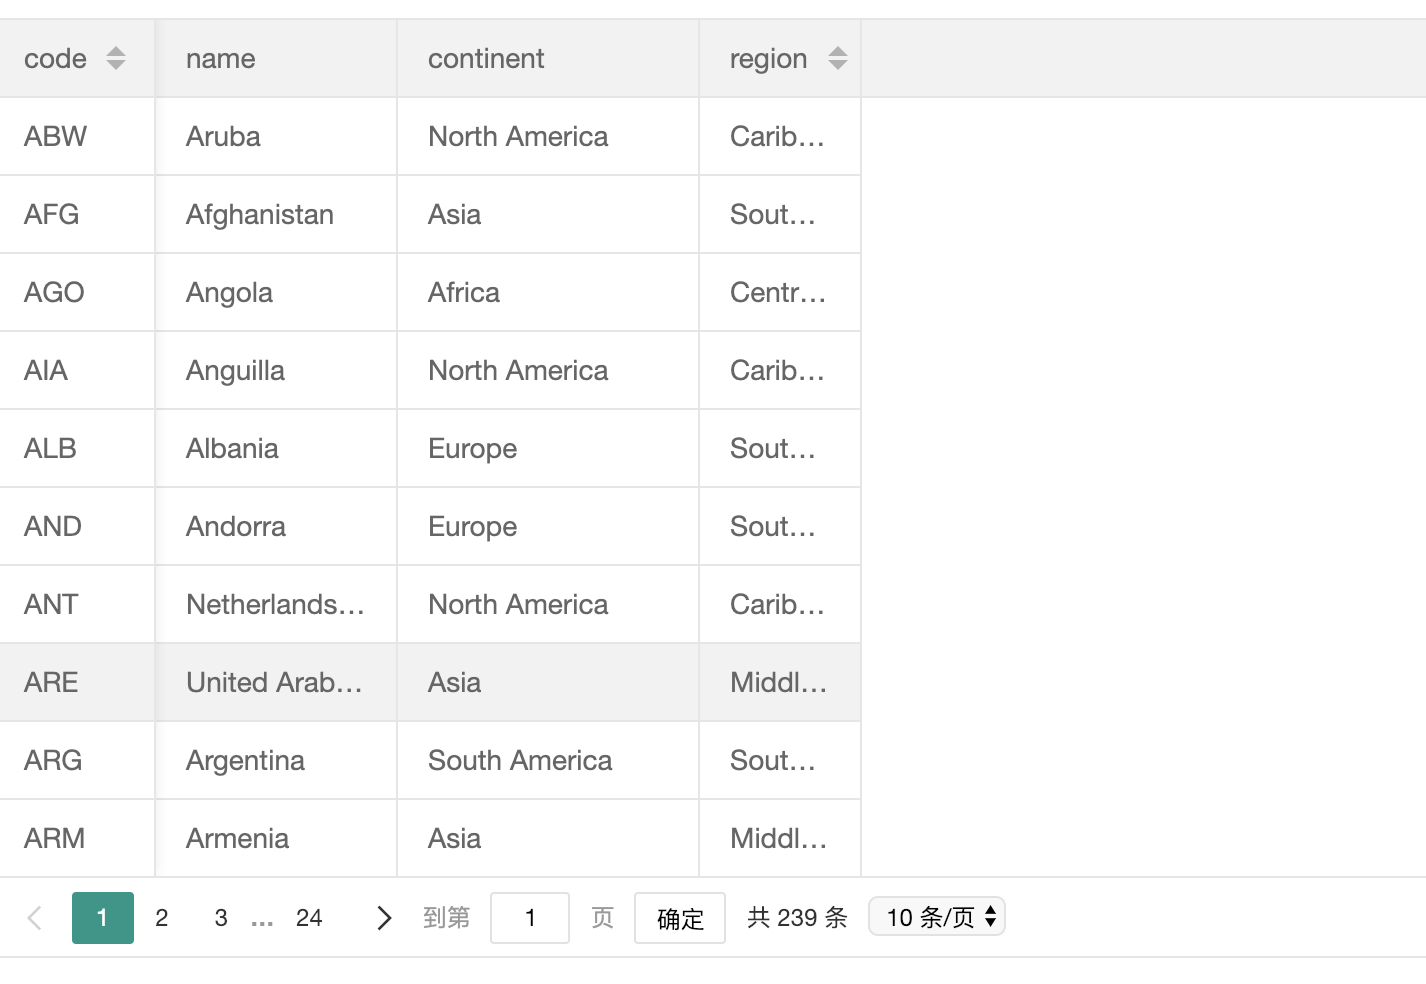 code name continent region
ABW Aruba North America Carib...
AFG Afghanistan Asia Sout...
AGO Angola Africa Centr...
AIA Anguilla North America Carib...
ALB Albania Europe Sout...
AND Andorra Europe Sout...
ANT Netherlands... North America Carib...
ARE United Arab... Asia Middl...
ARG Argentina South America Sout...
ARM Armenia Asia Middl...
1 2 3 ... 24 到第 1 页 确定 共 239 条 10 条/页